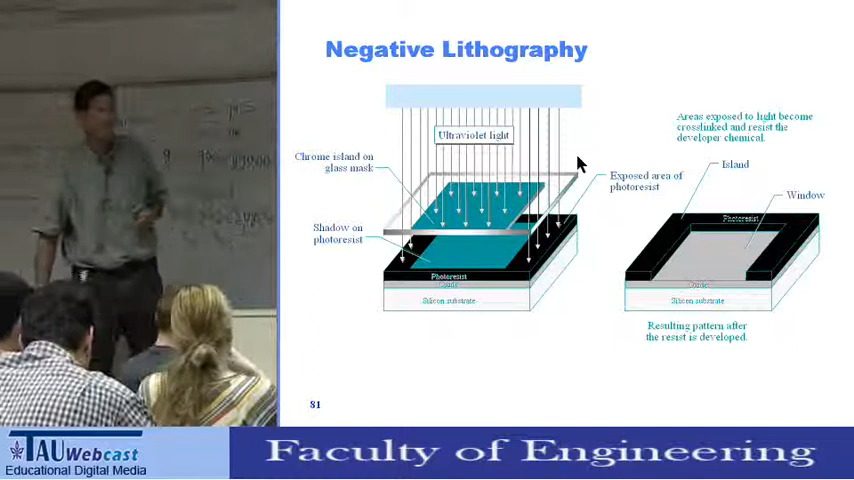 Negative Lithography
Ultraviolet light
Areas exposed to light become
crosslinked and resist the
developer chemical.
Chrome island on
glass mask
Island
Exposed area of
photoresist
Window
Shadow on
photoresist
Photoresist
Photoresist
Oxide
Oxide
Silicon substrate
Silicon substrate
Resulting pattern after
the resist is developed.
81
TAU Webcast
Educational Digital Media
Faculty of Engineering